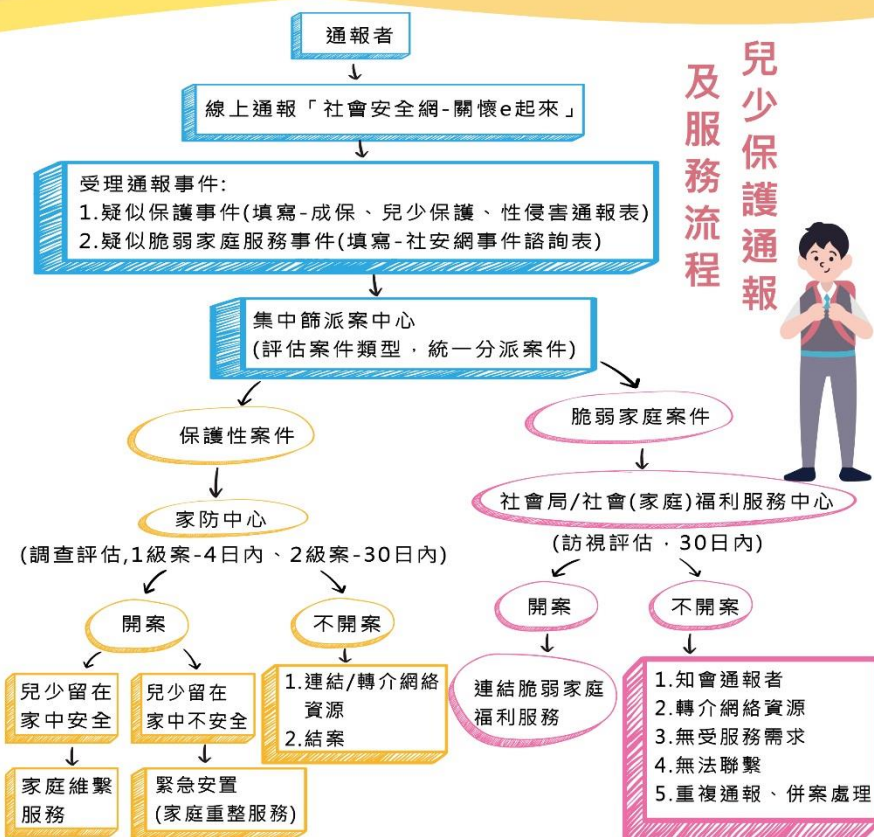 兒少保護通報
及服務流程
通報者
線上通報「社會安全網-關懷e起來」
受理通報事件:
1.疑似保護事件(填寫-成保、兒少保護、性侵害通報表)
2.疑似脆弱家庭服務事件(填寫-社安網事件諮詢表)
集中篩派案中心
(評估案件類型，統一分派案件)
保護性案件
家防中心
(調查評估,1級案-4日內、2級案-30日內)
開案
不開案
兒少留在
家中安全
兒少留在
家中不安全
1.連結/轉介網絡
資源
2.結案
家庭維繫
服務
緊急安置
(家庭重整服務)
脆弱家庭案件
社會局/社會(家庭)福利服務中心
(訪視評估，30日內)
開案
不開案
連結脆弱家庭
福利服務
1.知會通報者
2.轉介網絡資源
3.無受服務需求
4.無法聯繫
5.重複通報、併案處理